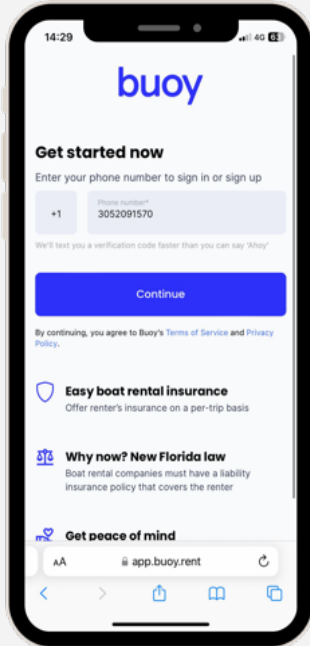 14:29
4G 63
buoy
Get started now
Enter your phone number to sign in or sign up
+1
Phone number*
3052091570
We'll text you a verification code faster than you can say 'Ahoy'
Continue
By continuing, you agree to Buoy's Terms of Service and Privacy
Policy.
Easy boat rental insurance
Offer renter's insurance on a per-trip basis
Why now? New Florida law
Boat rental companies must have a liability
insurance policy that covers the renter
Get peace of mind
AA
app.buoy.rent